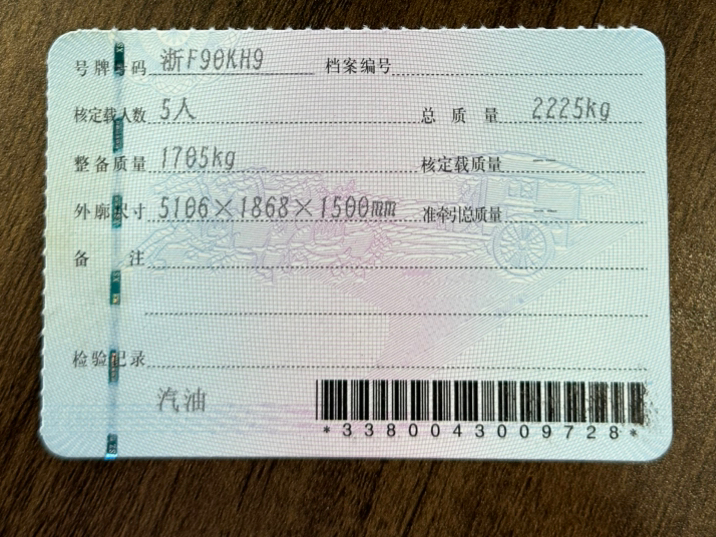 号牌号码 浙F90KH9 档案编号
核定载人数 5人 总质量 2225kg
整备质量 1705kg 核定载质量 --
外廓尺寸 5106×1868×1500mm 准牵引总质量 --
备注
检验记录
汽油
*3380043009728*